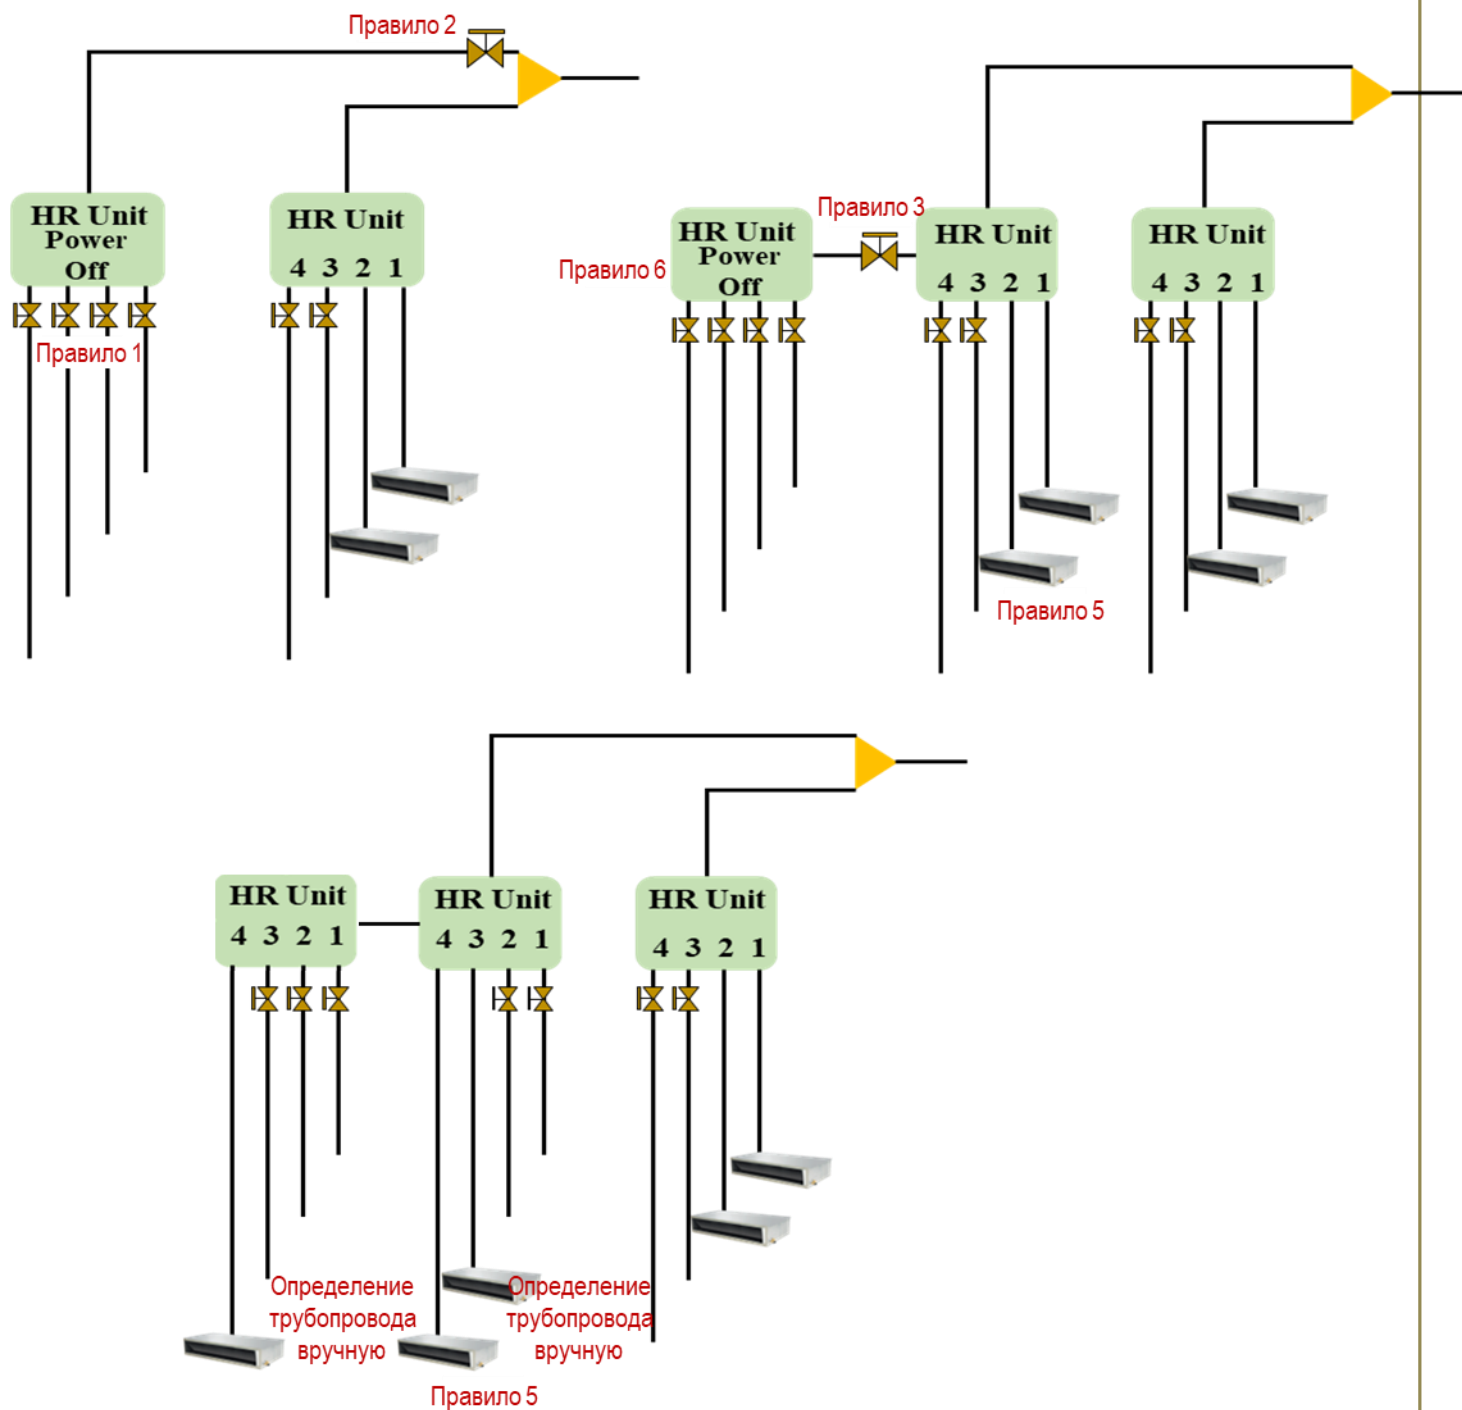 Правило 2
HR Unit
Power
Off
HR Unit
4 3 2 1
Правило 1
Правило 3
Правило 6
HR Unit
Power
Off
HR Unit
4 3 2 1
HR Unit
4 3 2 1
Правило 5
HR Unit
4 3 2 1
HR Unit
4 3 2 1
HR Unit
4 3 2 1
Определение
трубопровода
вручную
Определение
трубопровода
вручную
Правило 5